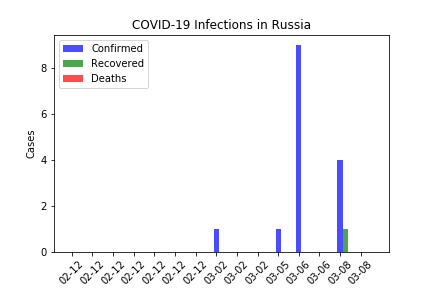 COVID-19 Infections in Russia
Confirmed
Recovered
Deaths
Cases
8
6
4
2
0
02-12 02-12 02-12 02-12 02-12 02-12 02-12 03-02 03-02 03-02 03-05 03-06 03-06 03-08 03-08